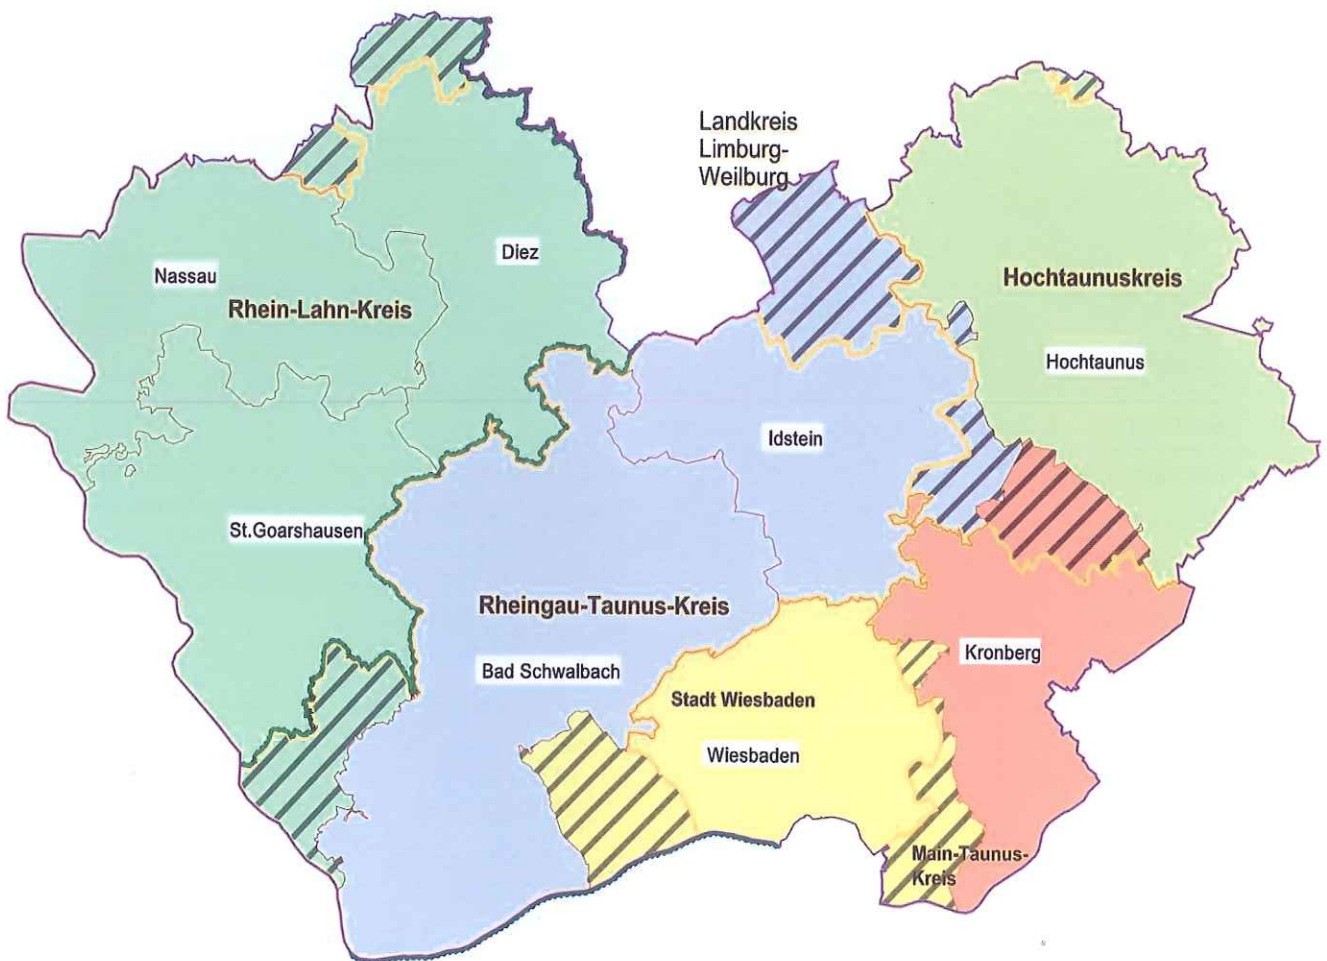 Landkreis
Limburg-
Weilburg
Diez
Nassau
Rhein-Lahn-Kreis
Hochtaunuskreis
Hochtaunus
Idstein
St.Goarshausen
Rheingau-Taunus-Kreis
Kronberg
Bad Schwalbach
Stadt Wiesbaden
Wiesbaden
Main-Taunus-
Kreis